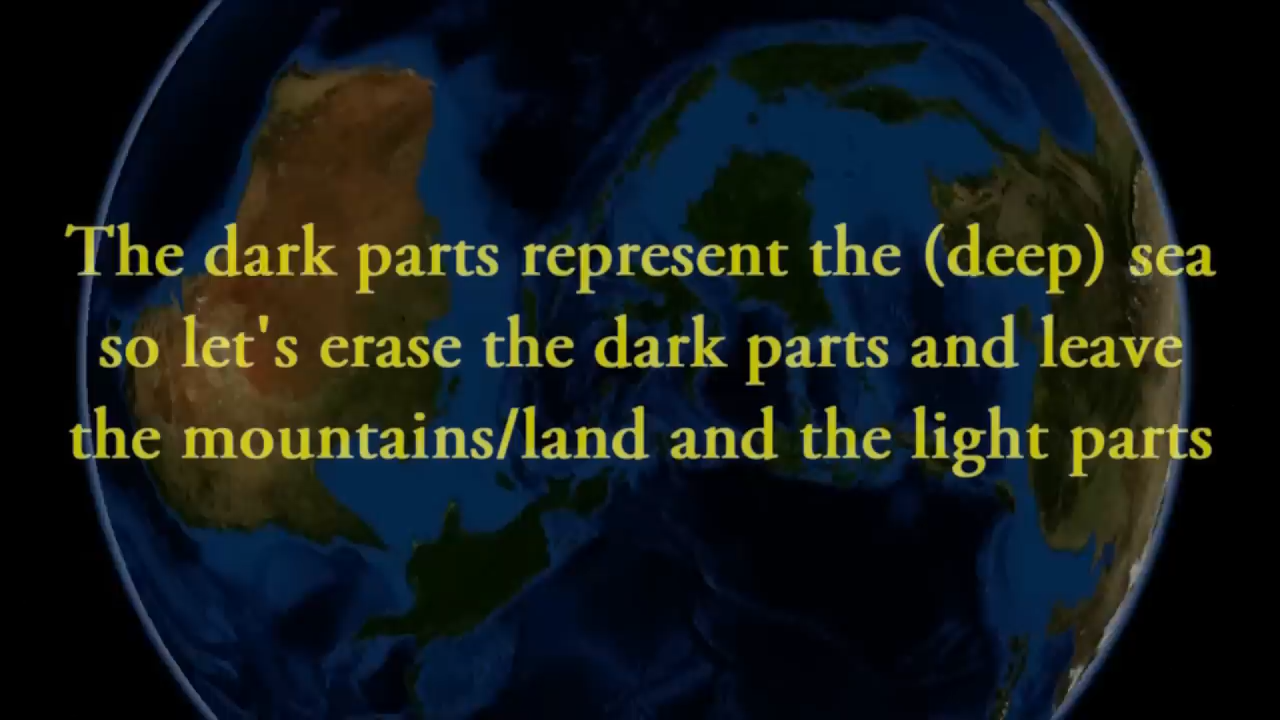 The dark parts represent the (deep) sea
so let's erase the dark parts and leave
the mountains/land and the light parts